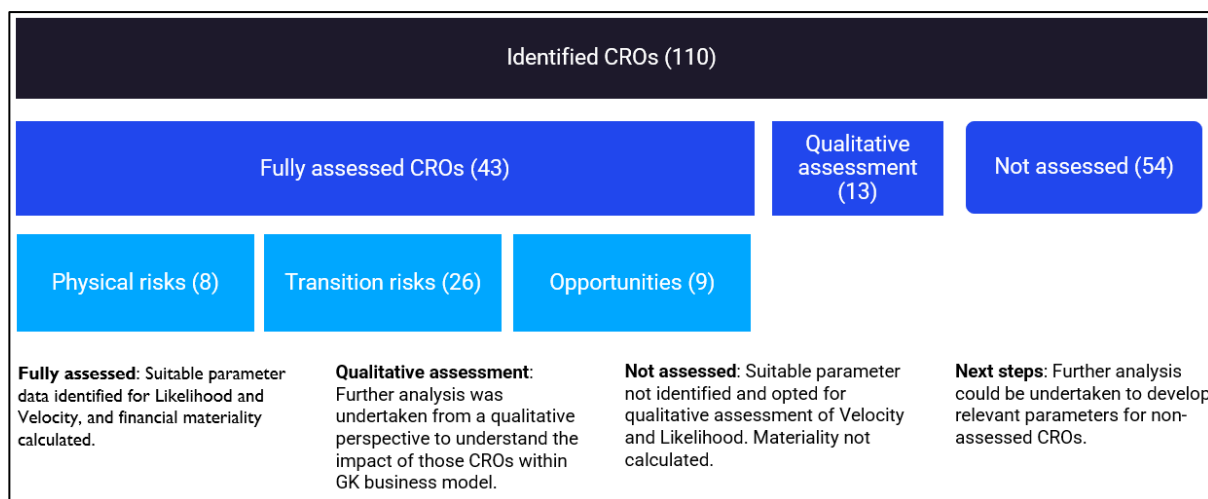 Identified CROs (110)
Fully assessed CROs (43)
Qualitative
assessment
(13)
Not assessed (54)
Physical risks (8)
Transition risks (26)
Opportunities (9)
Fully assessed: Suitable parameter
data identified for Likelihood and
Velocity, and financial materiality
calculated.
Qualitative assessment:
Further analysis was
undertaken from a qualitative
perspective to understand the
impact of those CROs within
GK business model.
Not assessed: Suitable parameter
not identified and opted for
qualitative assessment of Velocity
and Likelihood. Materiality not
calculated.
Next steps: Further analysis
could be undertaken to develop
relevant parameters for non-
assessed CROs.